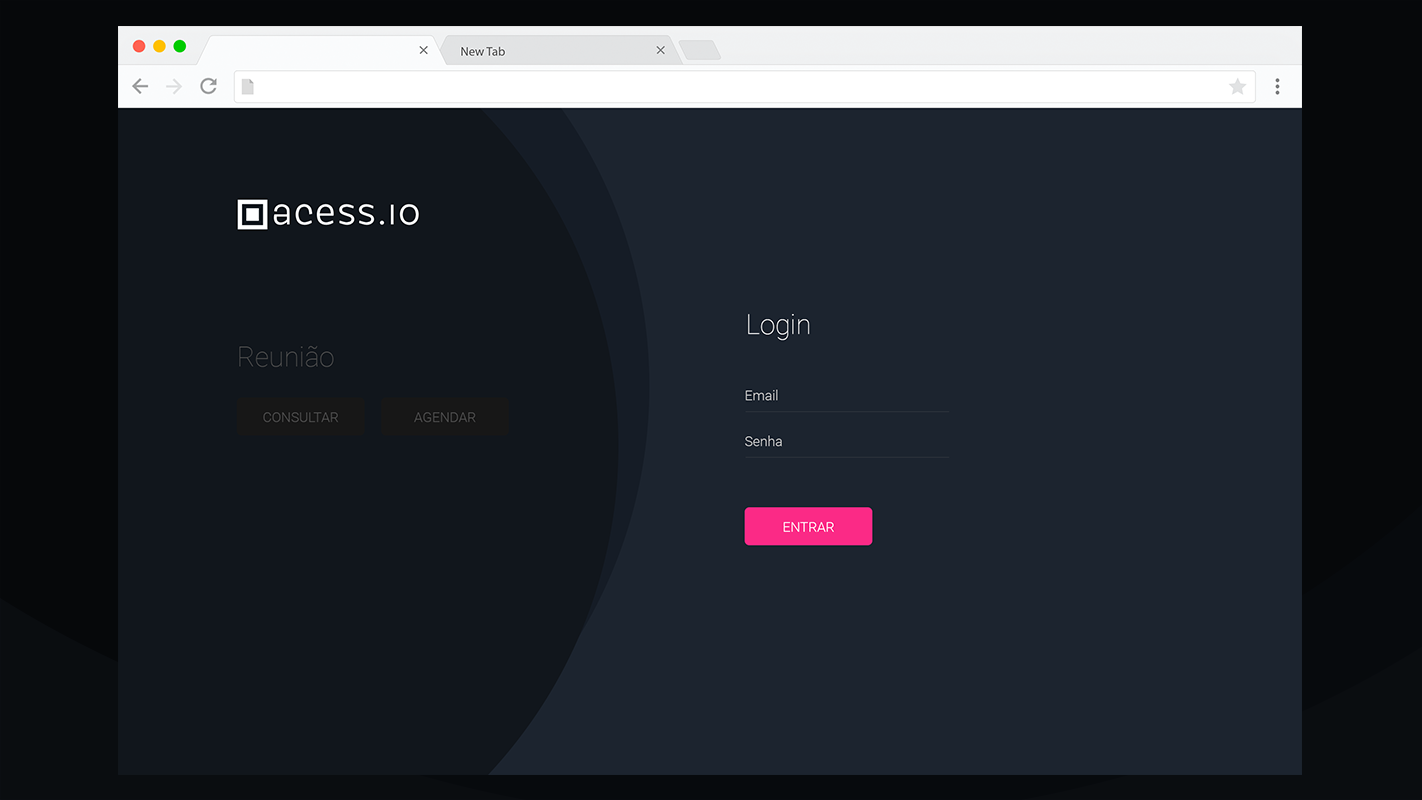 New Tab
acess.io
Reunião
CONSULTAR
AGENDAR
Login
Email
Senha
ENTRAR